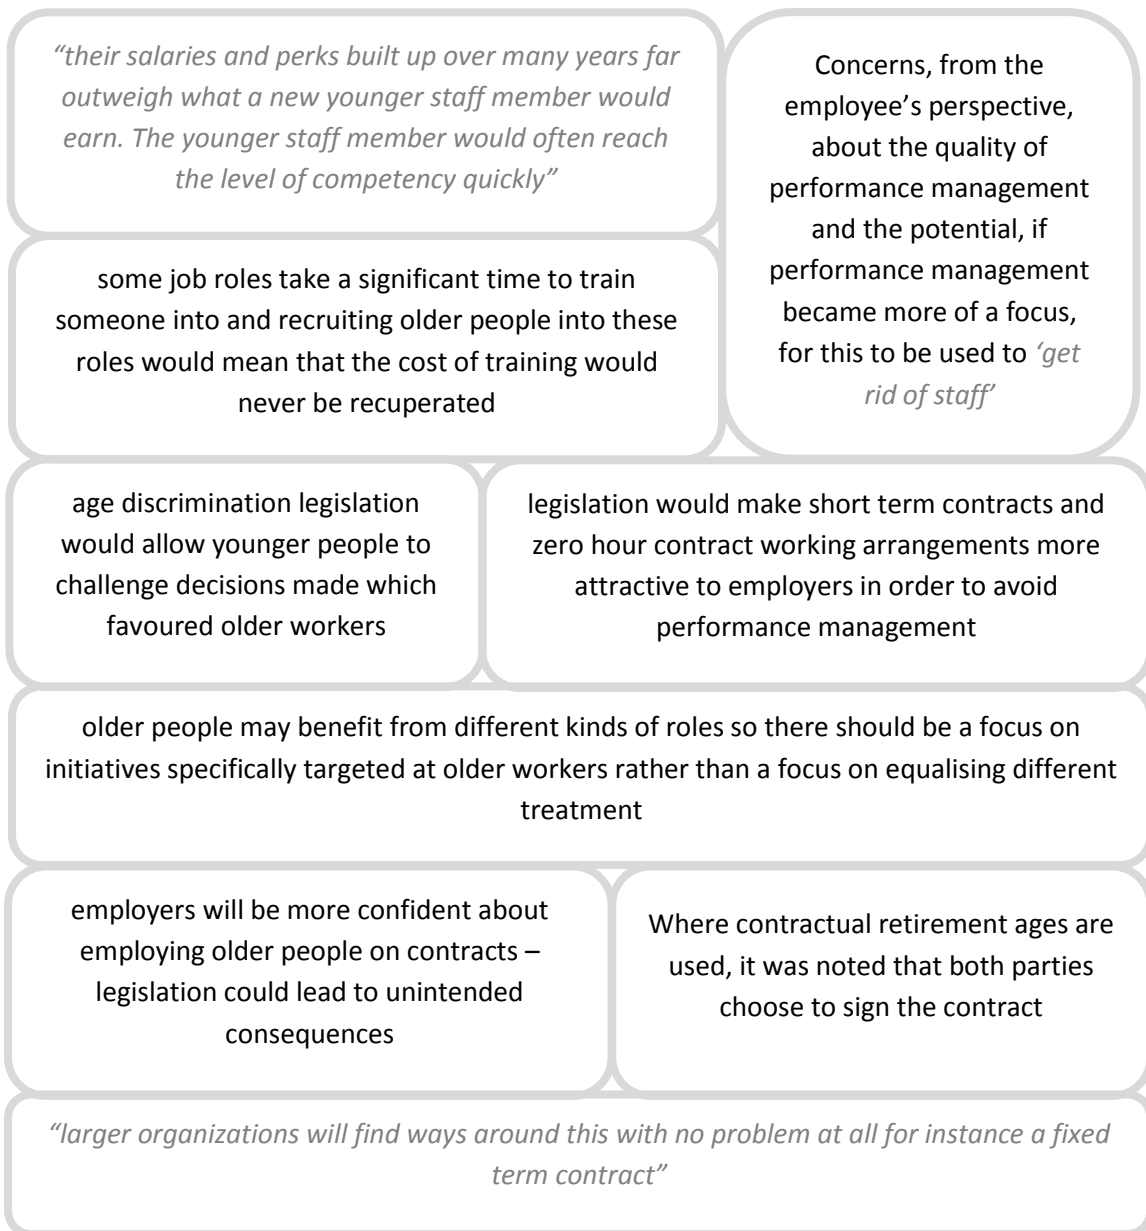 “their salaries and perks built up over many years far
outweigh what a new younger staff member would
earn. The younger staff member would often reach
the level of competency quickly”
Concerns, from the
employee’s perspective,
about the quality of
performance management
and the potential, if
performance management
became more of a focus,
for this to be used to ‘get
rid of staff’
some job roles take a significant time to train
someone into and recruiting older people into these
roles would mean that the cost of training would
never be recuperated
age discrimination legislation
would allow younger people to
challenge decisions made which
favoured older workers
legislation would make short term contracts and
zero hour contract working arrangements more
attractive to employers in order to avoid
performance management
older people may benefit from different kinds of roles so there should be a focus on
initiatives specifically targeted at older workers rather than a focus on equalising different
treatment
employers will be more confident about
employing older people on contracts –
legislation could lead to unintended
consequences
Where contractual retirement ages are
used, it was noted that both parties
choose to sign the contract
“larger organizations will find ways around this with no problem at all for instance a fixed
term contract”